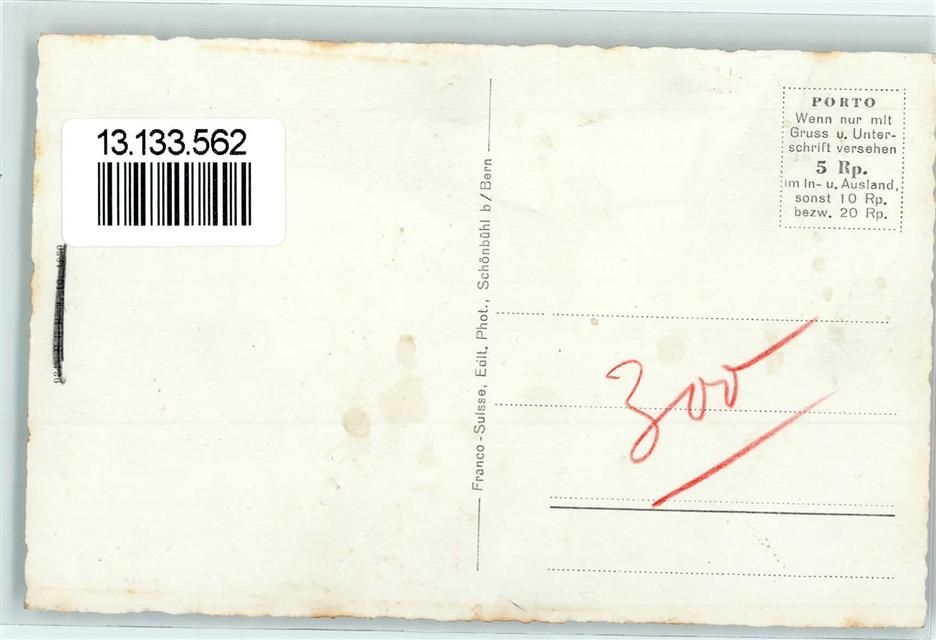 13.133.562
PORTO
Wenn nur mit
Gruss u. Unter-
schrift versehen
5 Rp.
im In- u. Ausland,
sonst 10 Rp.
bezw. 20 Rp.
Franco-Suisse, Edit. Phot., Schönbühl b/Bern
300